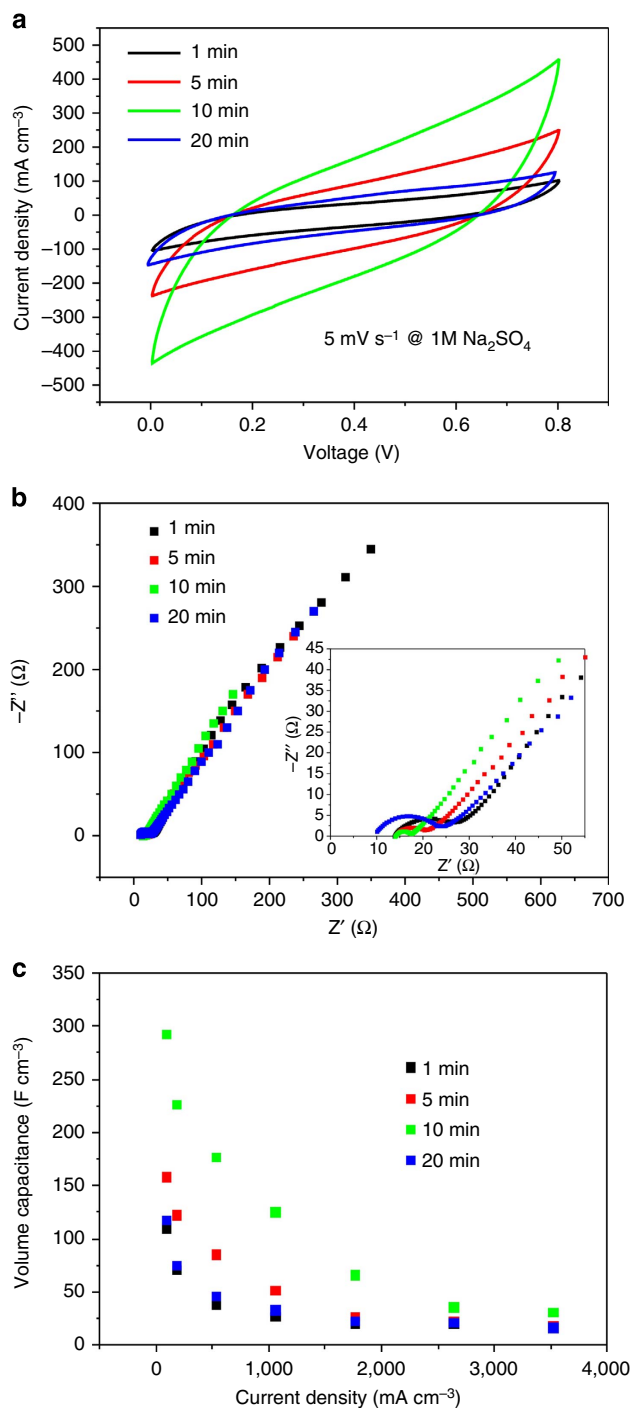 a
500
400
300
200
100
0
–100
–200
–300
–400
–500
Current density (mA cm⁻³)
1 min
5 min
10 min
20 min
5 mV s⁻¹ @ 1M Na₂SO₄
0.0 0.2 0.4 0.6 0.8
Voltage (V)
b
400
300
200
100
0
–Z″ (Ω)
1 min
5 min
10 min
20 min
45
40
35
30
25
20
15
10
5
0
–Z″ (Ω)
0 10 20 30 40 50
Z′ (Ω)
0 100 200 300 400 500 600 700
Z′ (Ω)
c
350
300
250
200
150
100
50
0
Volume capacitance (F cm⁻³)
1 min
5 min
10 min
20 min
0 1,000 2,000 3,000 4,000
Current density (mA cm⁻³)